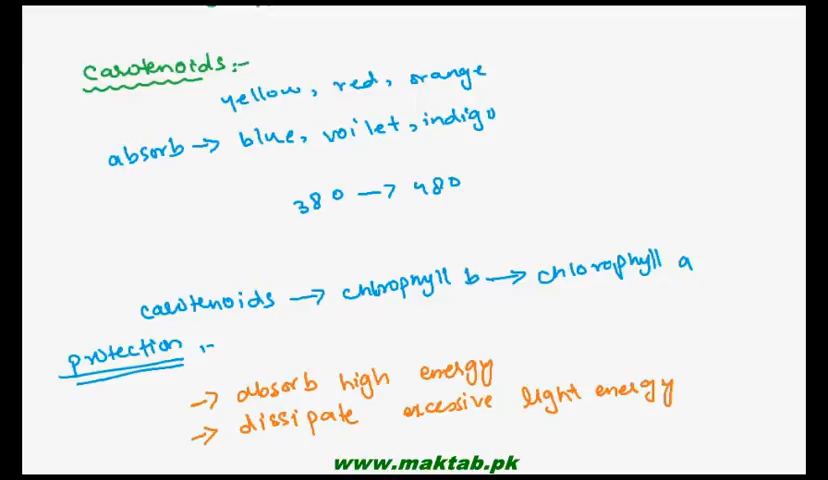 carotenoids :-
yellow, red, orange
absorb → blue, voilet, indigo
380 → 480
carotenoids → chlorophyll b → chlorophyll a
protection :-
→ absorb high energy
→ dissipate excessive light energy
www.maktab.pk